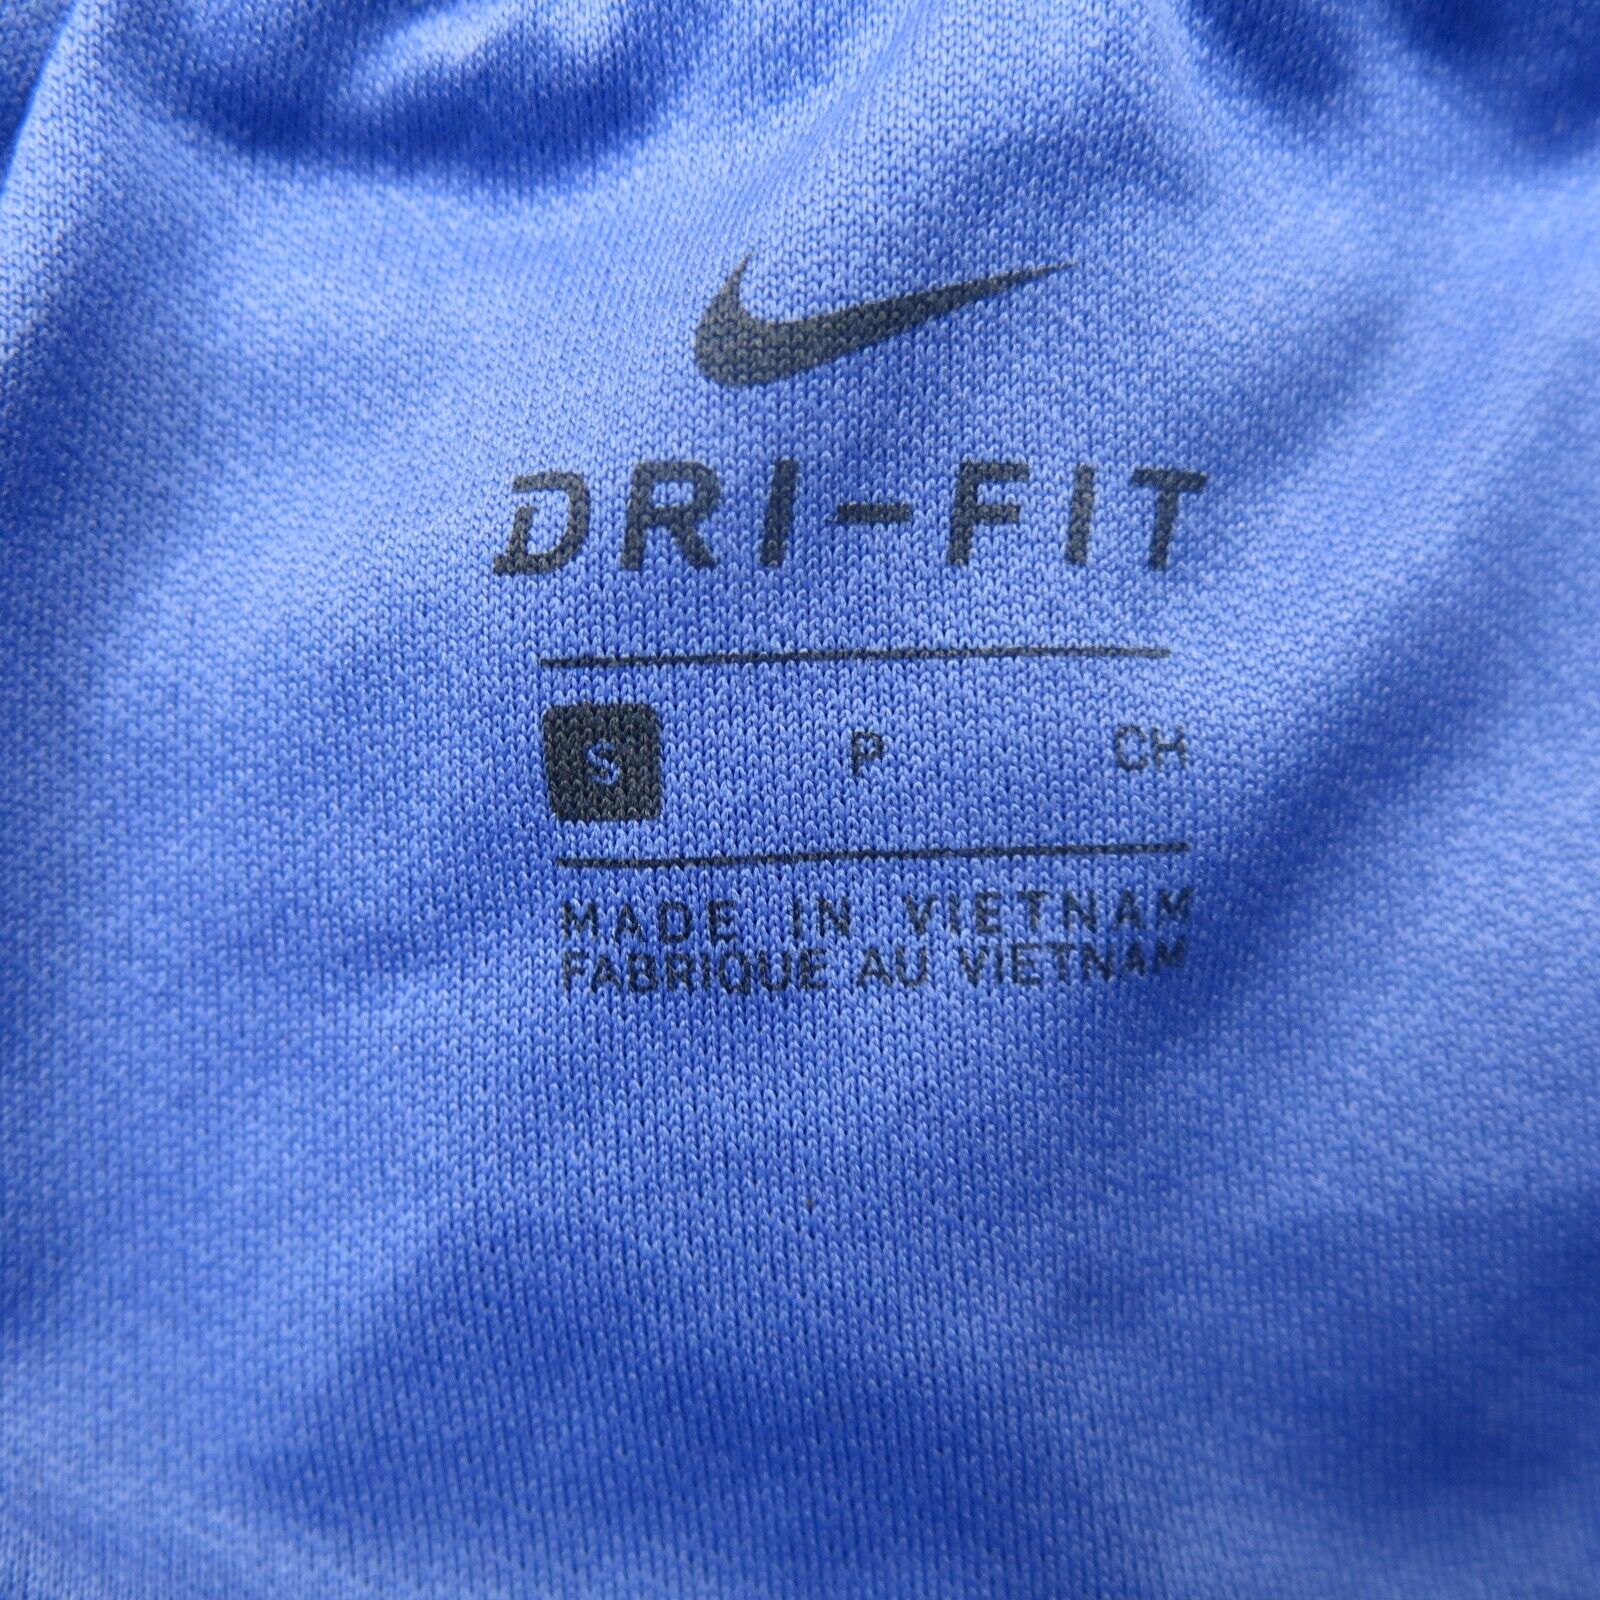 DRI-FIT
S P CH
MADE IN VIETNAM
FABRIQUE AU VIETNAM